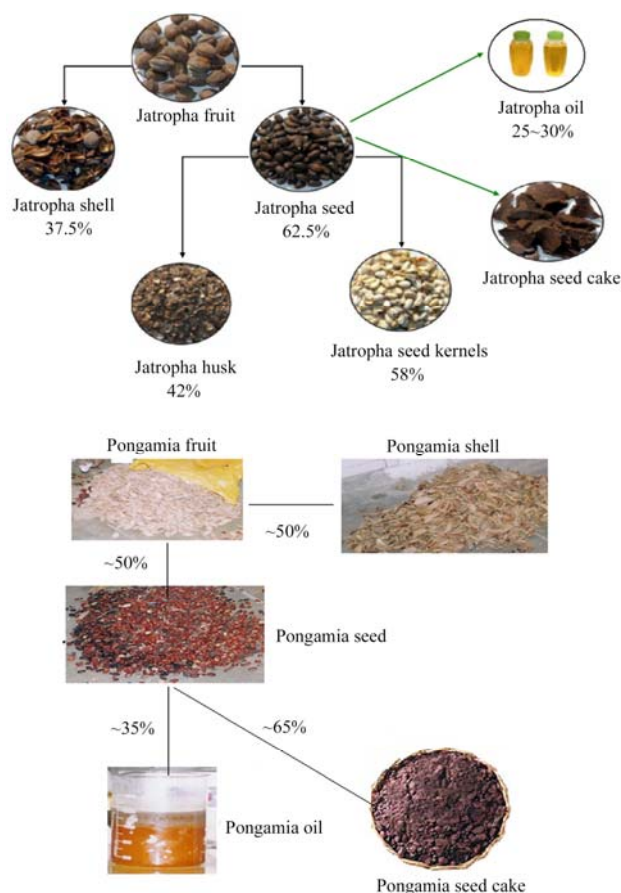 Jatropha fruit
Jatropha oil
25~30%
Jatropha shell
37.5%
Jatropha seed
62.5%
Jatropha seed cake
Jatropha husk
42%
Jatropha seed kernels
58%
Pongamia fruit
Pongamia shell
~50%
~50%
Pongamia seed
~35%
~65%
Pongamia oil
Pongamia seed cake